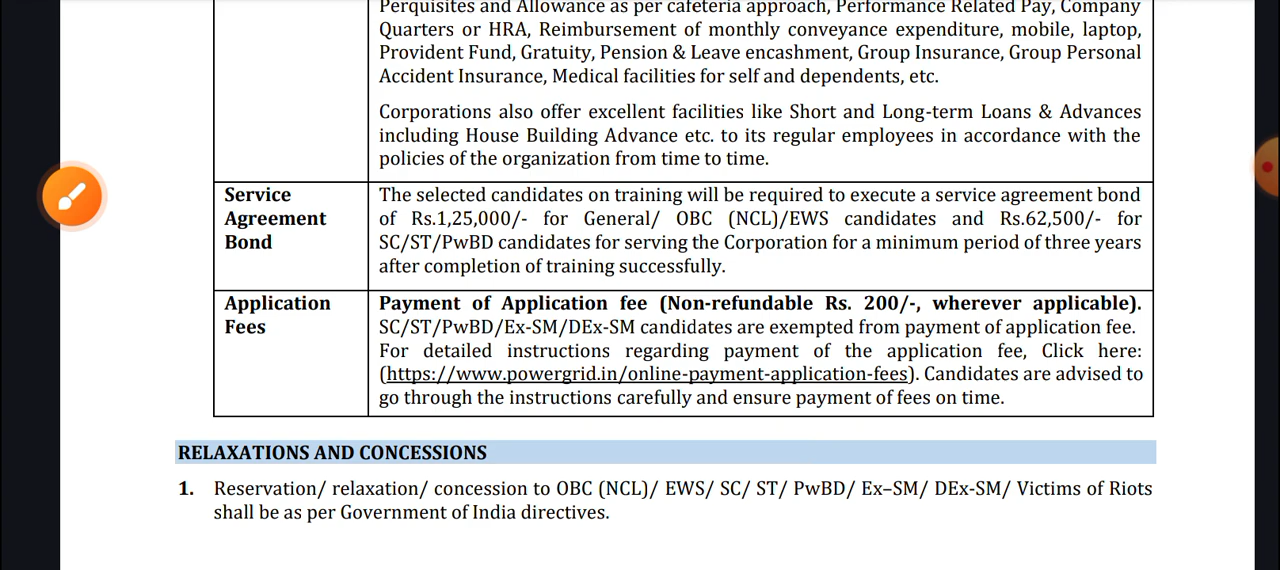 Perquisites and Allowance as per cafeteria approach, Performance Related Pay, Company
Quarters or HRA, Reimbursement of monthly conveyance expenditure, mobile, laptop,
Provident Fund, Gratuity, Pension & Leave encashment, Group Insurance, Group Personal
Accident Insurance, Medical facilities for self and dependents, etc.
Corporations also offer excellent facilities like Short and Long-term Loans & Advances
including House Building Advance etc. to its regular employees in accordance with the
policies of the organization from time to time.
Service
Agreement
Bond
The selected candidates on training will be required to execute a service agreement bond
of Rs.1,25,000/- for General/ OBC (NCL)/EWS candidates and Rs.62,500/- for
SC/ST/PwBD candidates for serving the Corporation for a minimum period of three years
after completion of training successfully.
Application
Fees
Payment of Application fee (Non-refundable Rs. 200/-, wherever applicable).
SC/ST/PwBD/Ex-SM/DEx-SM candidates are exempted from payment of application fee.
For detailed instructions regarding payment of the application fee, Click here:
(https://www.powergrid.in/online-payment-application-fees). Candidates are advised to
go through the instructions carefully and ensure payment of fees on time.
RELAXATIONS AND CONCESSIONS
1. Reservation/ relaxation/ concession to OBC (NCL)/ EWS/ SC/ ST/ PwBD/ Ex–SM/ DEx-SM/ Victims of Riots
shall be as per Government of India directives.